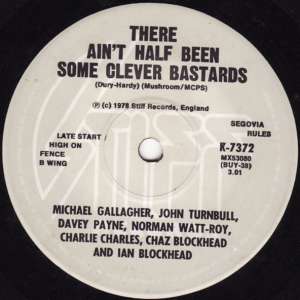 THERE
AIN'T HALF BEEN
SOME CLEVER BASTARDS
(Dury-Hardy) (Mushroom/MCPS)
℗ (c) 1978 Stiff Records, England
SEGOVIA
RULES
LATE START /
HIGH ON
FENCE
B WING
K-7372
MX53080
(BUY-38)
3.01
STIFF
MICHAEL GALLAGHER, JOHN TURNBULL,
DAVEY PAYNE, NORMAN WATT-ROY,
CHARLIE CHARLES, CHAZ BLOCKHEAD
AND IAN BLOCKHEAD